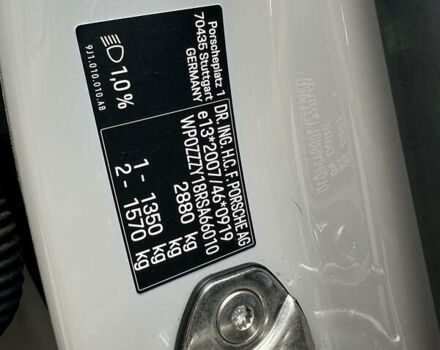 DR. ING. H.C. F. PORSCHE AG
e13*2007/46*0919
WP0ZZZY18RSA66010
2880 kg
1 - 1350 kg
2 - 1570 kg
Porscheplatz 1
70435 Stuttgart
GERMANY
1,0%
9J1.010.010.AB